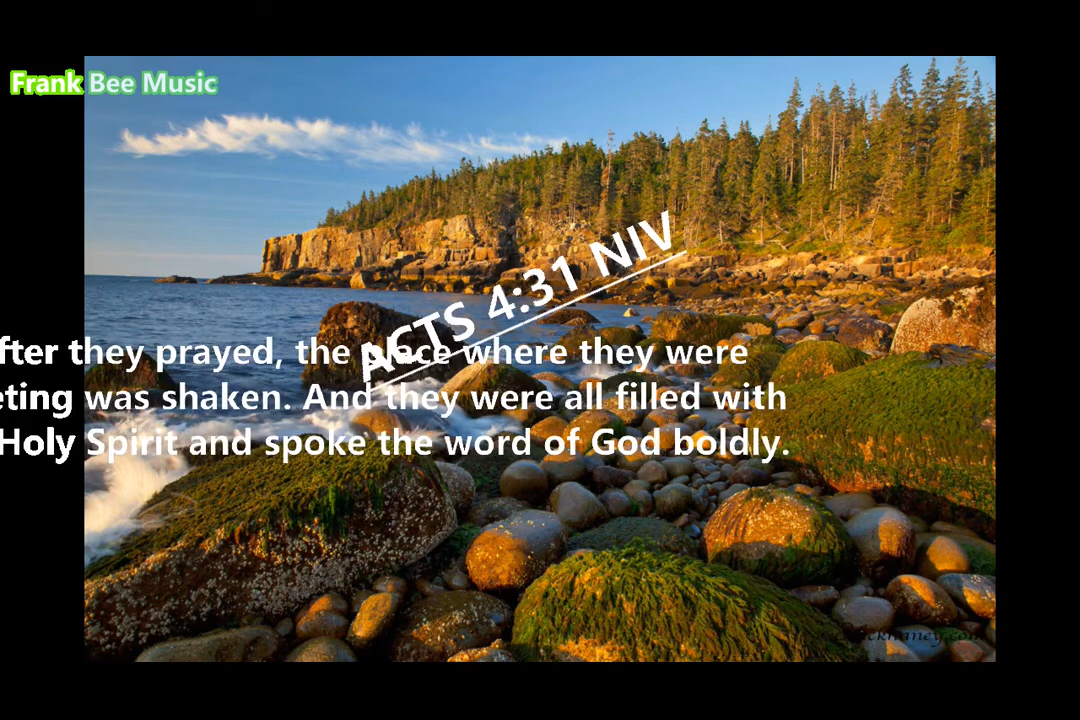 Frank Bee Music
ACTS 4:31 NIV
fter they prayed, the place where they were
eting was shaken. And they were all filled with
Holy Spirit and spoke the word of God boldly.